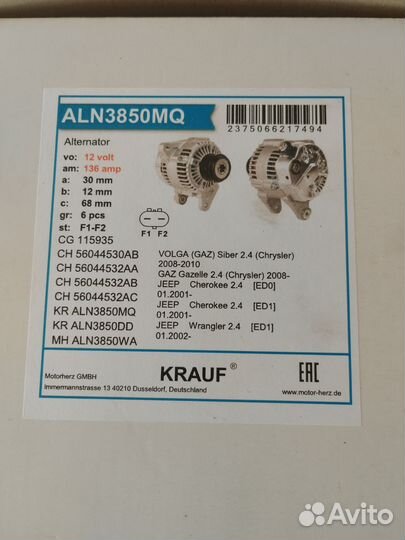 ALN3850MQ
2375066217494
Alternator
vo: 12 volt
am: 136 amp
a: 30 mm
b: 12 mm
c: 68 mm
gr: 6 pcs
st: F1-F2
F1 F2
CG 115935
CH 56044530AB
CH 56044532AA
CH 56044532AB
CH 56044532AC
KR ALN3850MQ
KR ALN3850DD
MH ALN3850WA
VOLGA (GAZ) Siber 2.4 (Chrysler)
2008-2010
GAZ Gazelle 2.4 (Chrysler) 2008-
JEEP Cherokee 2.4 [ED0]
01.2001-
JEEP Cherokee 2.4 [ED1]
01.2001-
JEEP Wrangler 2.4 [ED1]
01.2002-
Motorherz GMBH
Immermannstrasse 13 40210 Dusseldorf, Deutschland
KRAUF ®
EAC
www.motor-herz.de
Avito